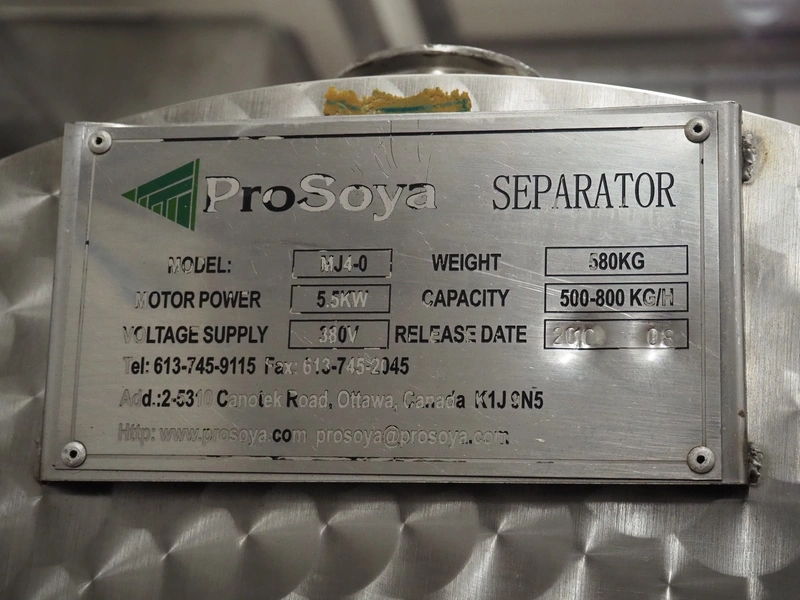 ProSoya SEPARATOR
MODEL: MJ4-0 WEIGHT 580KG
MOTOR POWER 5.5KW CAPACITY 500-800 KG/H
VOLTAGE SUPPLY 380V RELEASE DATE 2010 08
Tel: 613-745-9115 Fax: 613-745-2045
Add.:2-5310 Canotek Road, Ottawa, Canada K1J 9N5
Http: www.prosoya.com prosoya@prosoya.com